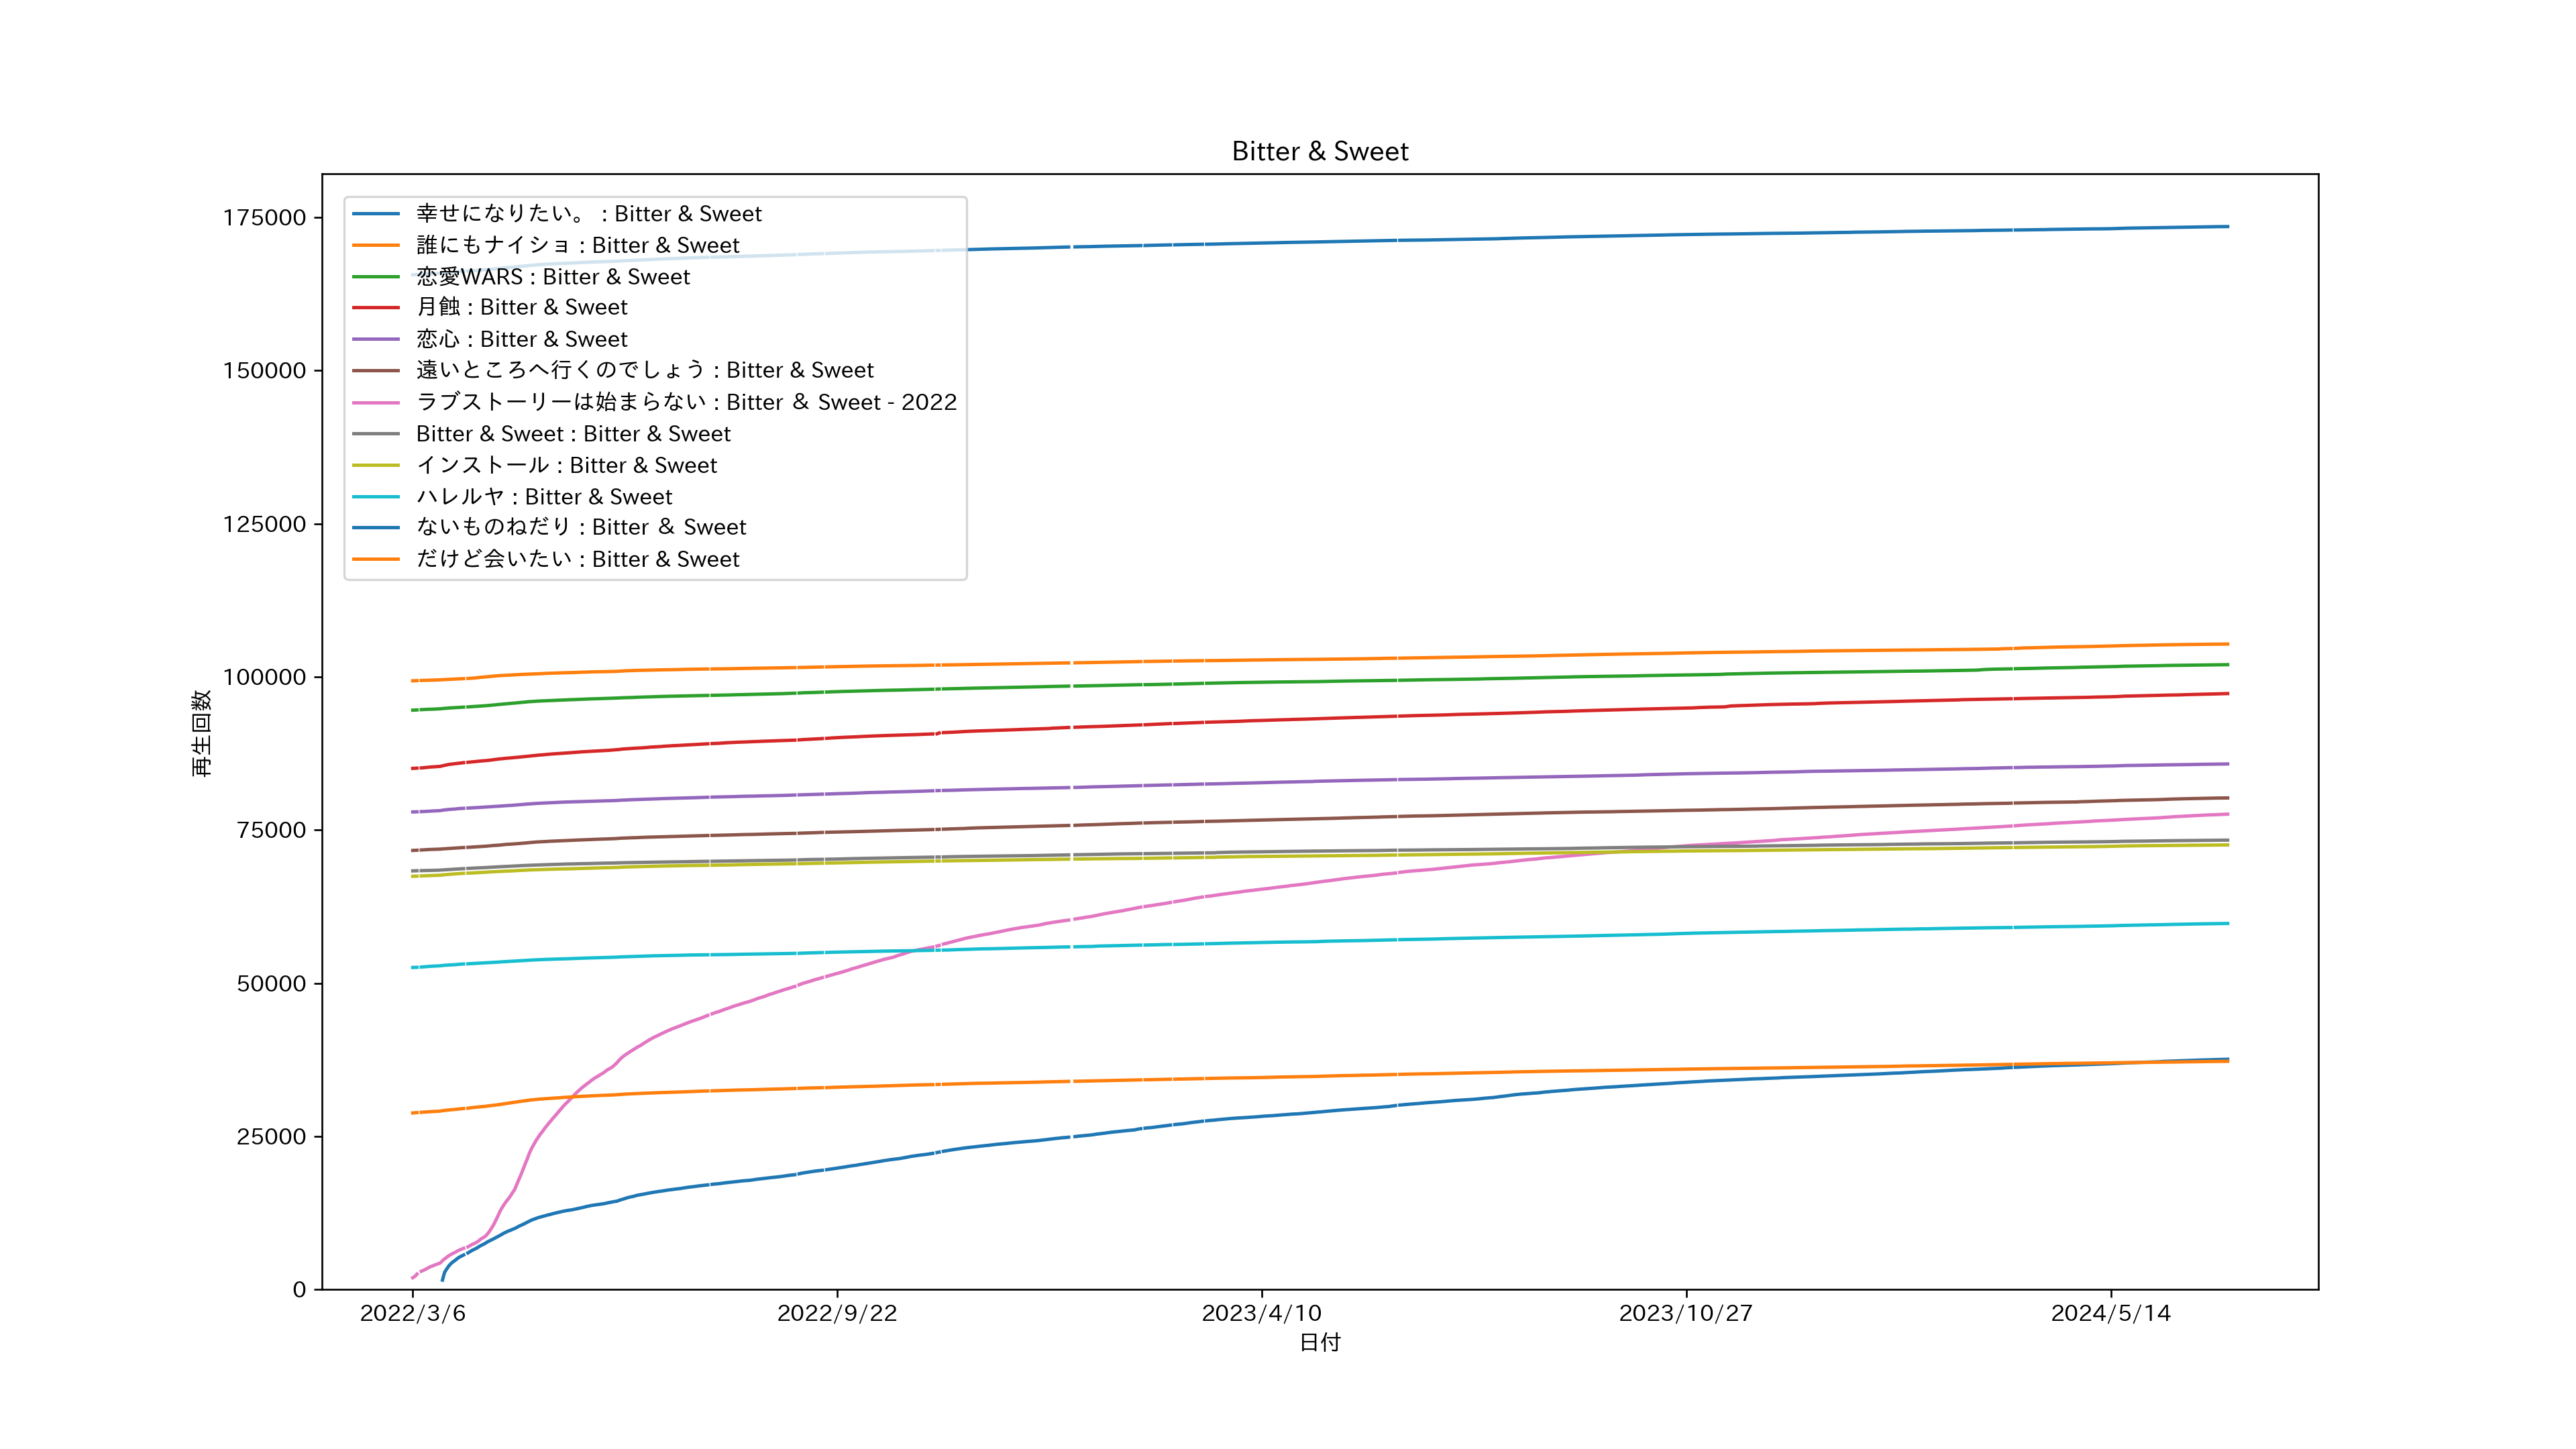 Bitter & Sweet
175000
150000
125000
100000
75000
50000
25000
0
再生回数
幸せになりたい。 : Bitter & Sweet
誰にもナイショ : Bitter & Sweet
恋愛WARS : Bitter & Sweet
月蝕 : Bitter & Sweet
恋心 : Bitter & Sweet
遠いところへ行くのでしょう : Bitter & Sweet
ラブストーリーは始まらない : Bitter ＆ Sweet - 2022
Bitter & Sweet : Bitter & Sweet
インストール : Bitter & Sweet
ハレルヤ : Bitter & Sweet
ないものねだり : Bitter ＆ Sweet
だけど会いたい : Bitter & Sweet
2022/3/6 2022/9/22 2023/4/10 2023/10/27 2024/5/14
日付